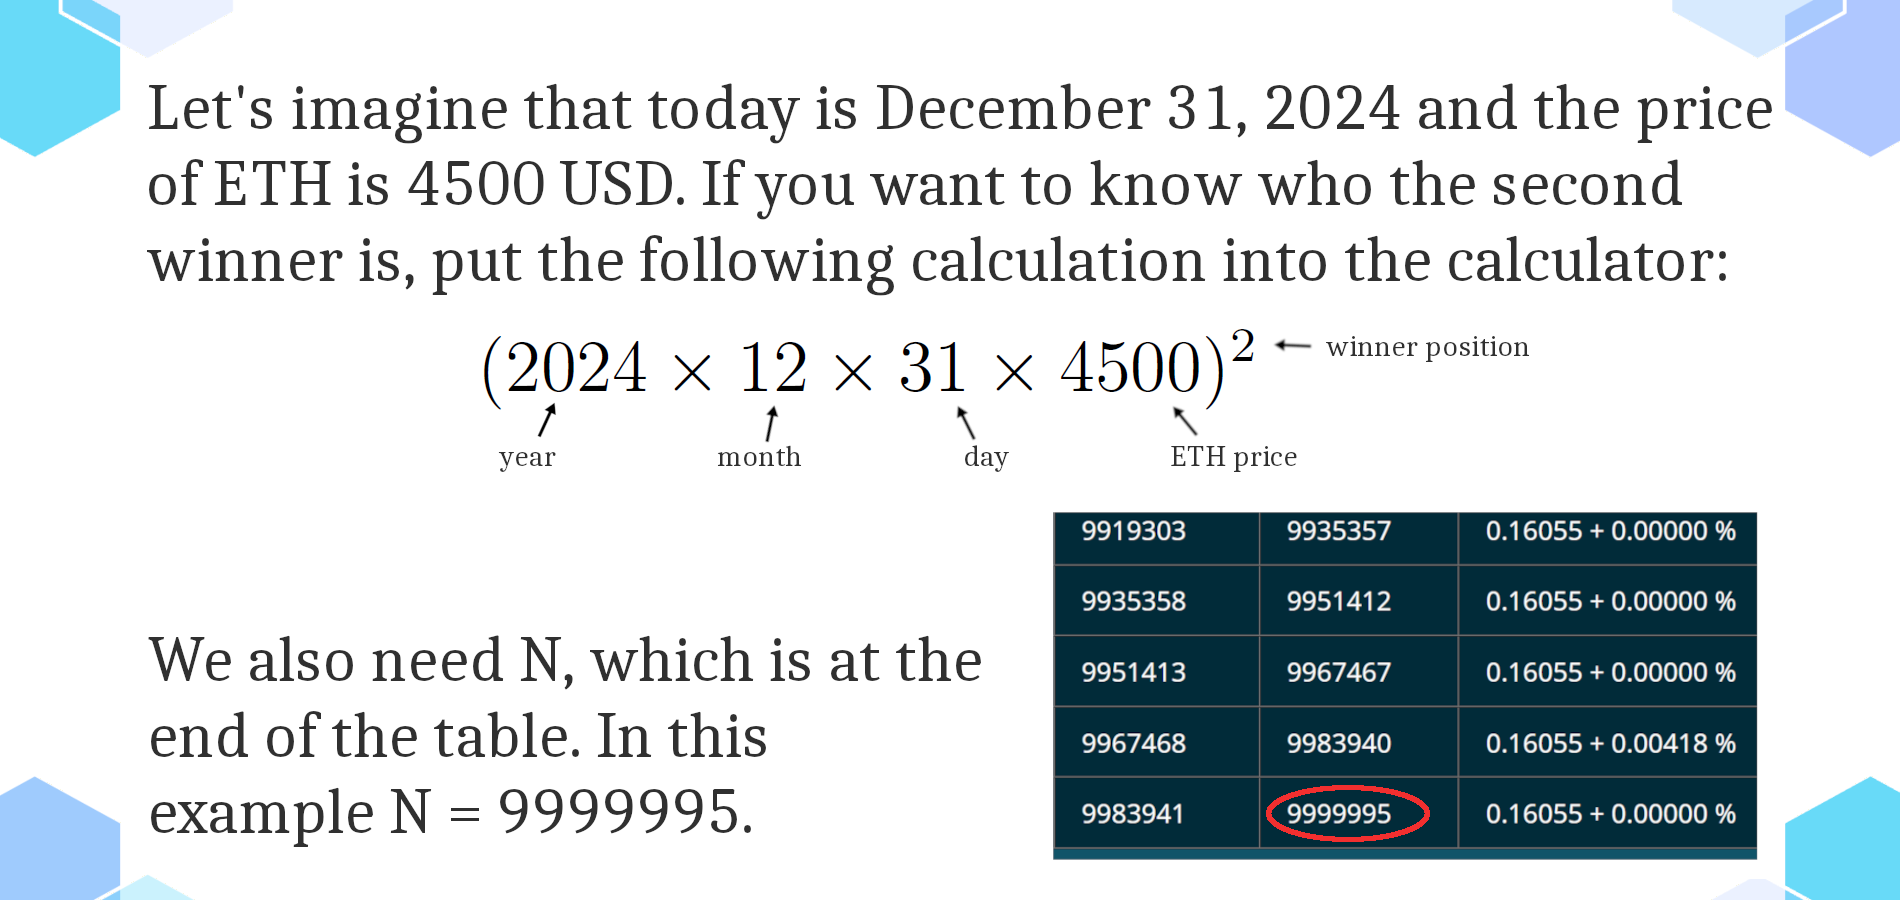 Let's imagine that today is December 31, 2024 and the price
of ETH is 4500 USD. If you want to know who the second
winner is, put the following calculation into the calculator:
(2024 × 12 × 31 × 4500)²
winner position
year month day ETH price
9919303 9935357 0.16055 + 0.00000 %
9935358 9951412 0.16055 + 0.00000 %
9951413 9967467 0.16055 + 0.00000 %
9967468 9983940 0.16055 + 0.00418 %
9983941 9999995 0.16055 + 0.00000 %
We also need N, which is at the
end of the table. In this
example N = 9999995.